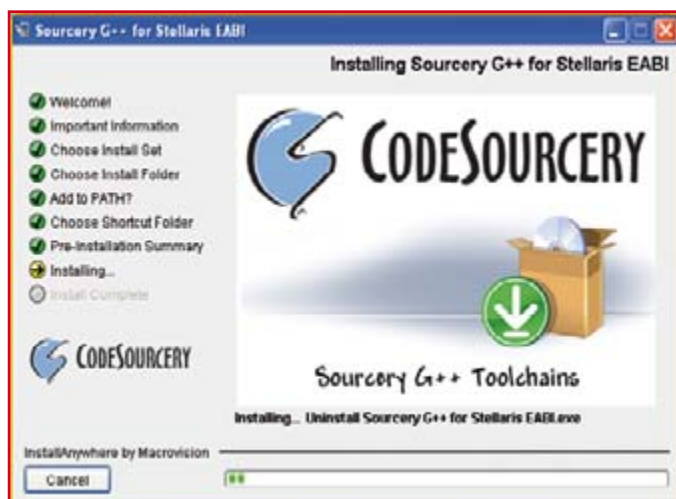 Sourcery G++ for Stellaris EABI
Installing Sourcery G++ for Stellaris EABI
Welcome!
Important Information
Choose Install Set
Choose Install Folder
Add to PATH?
Choose Shortcut Folder
Pre-Installation Summary
Installing...
Install Complete
CODESOURCERY
CODESOURCERY
Sourcery G++ Toolchains
Installing... Uninstall Sourcery G++ for Stellaris EABI.exe
InstallAnywhere by Macrovision
Cancel